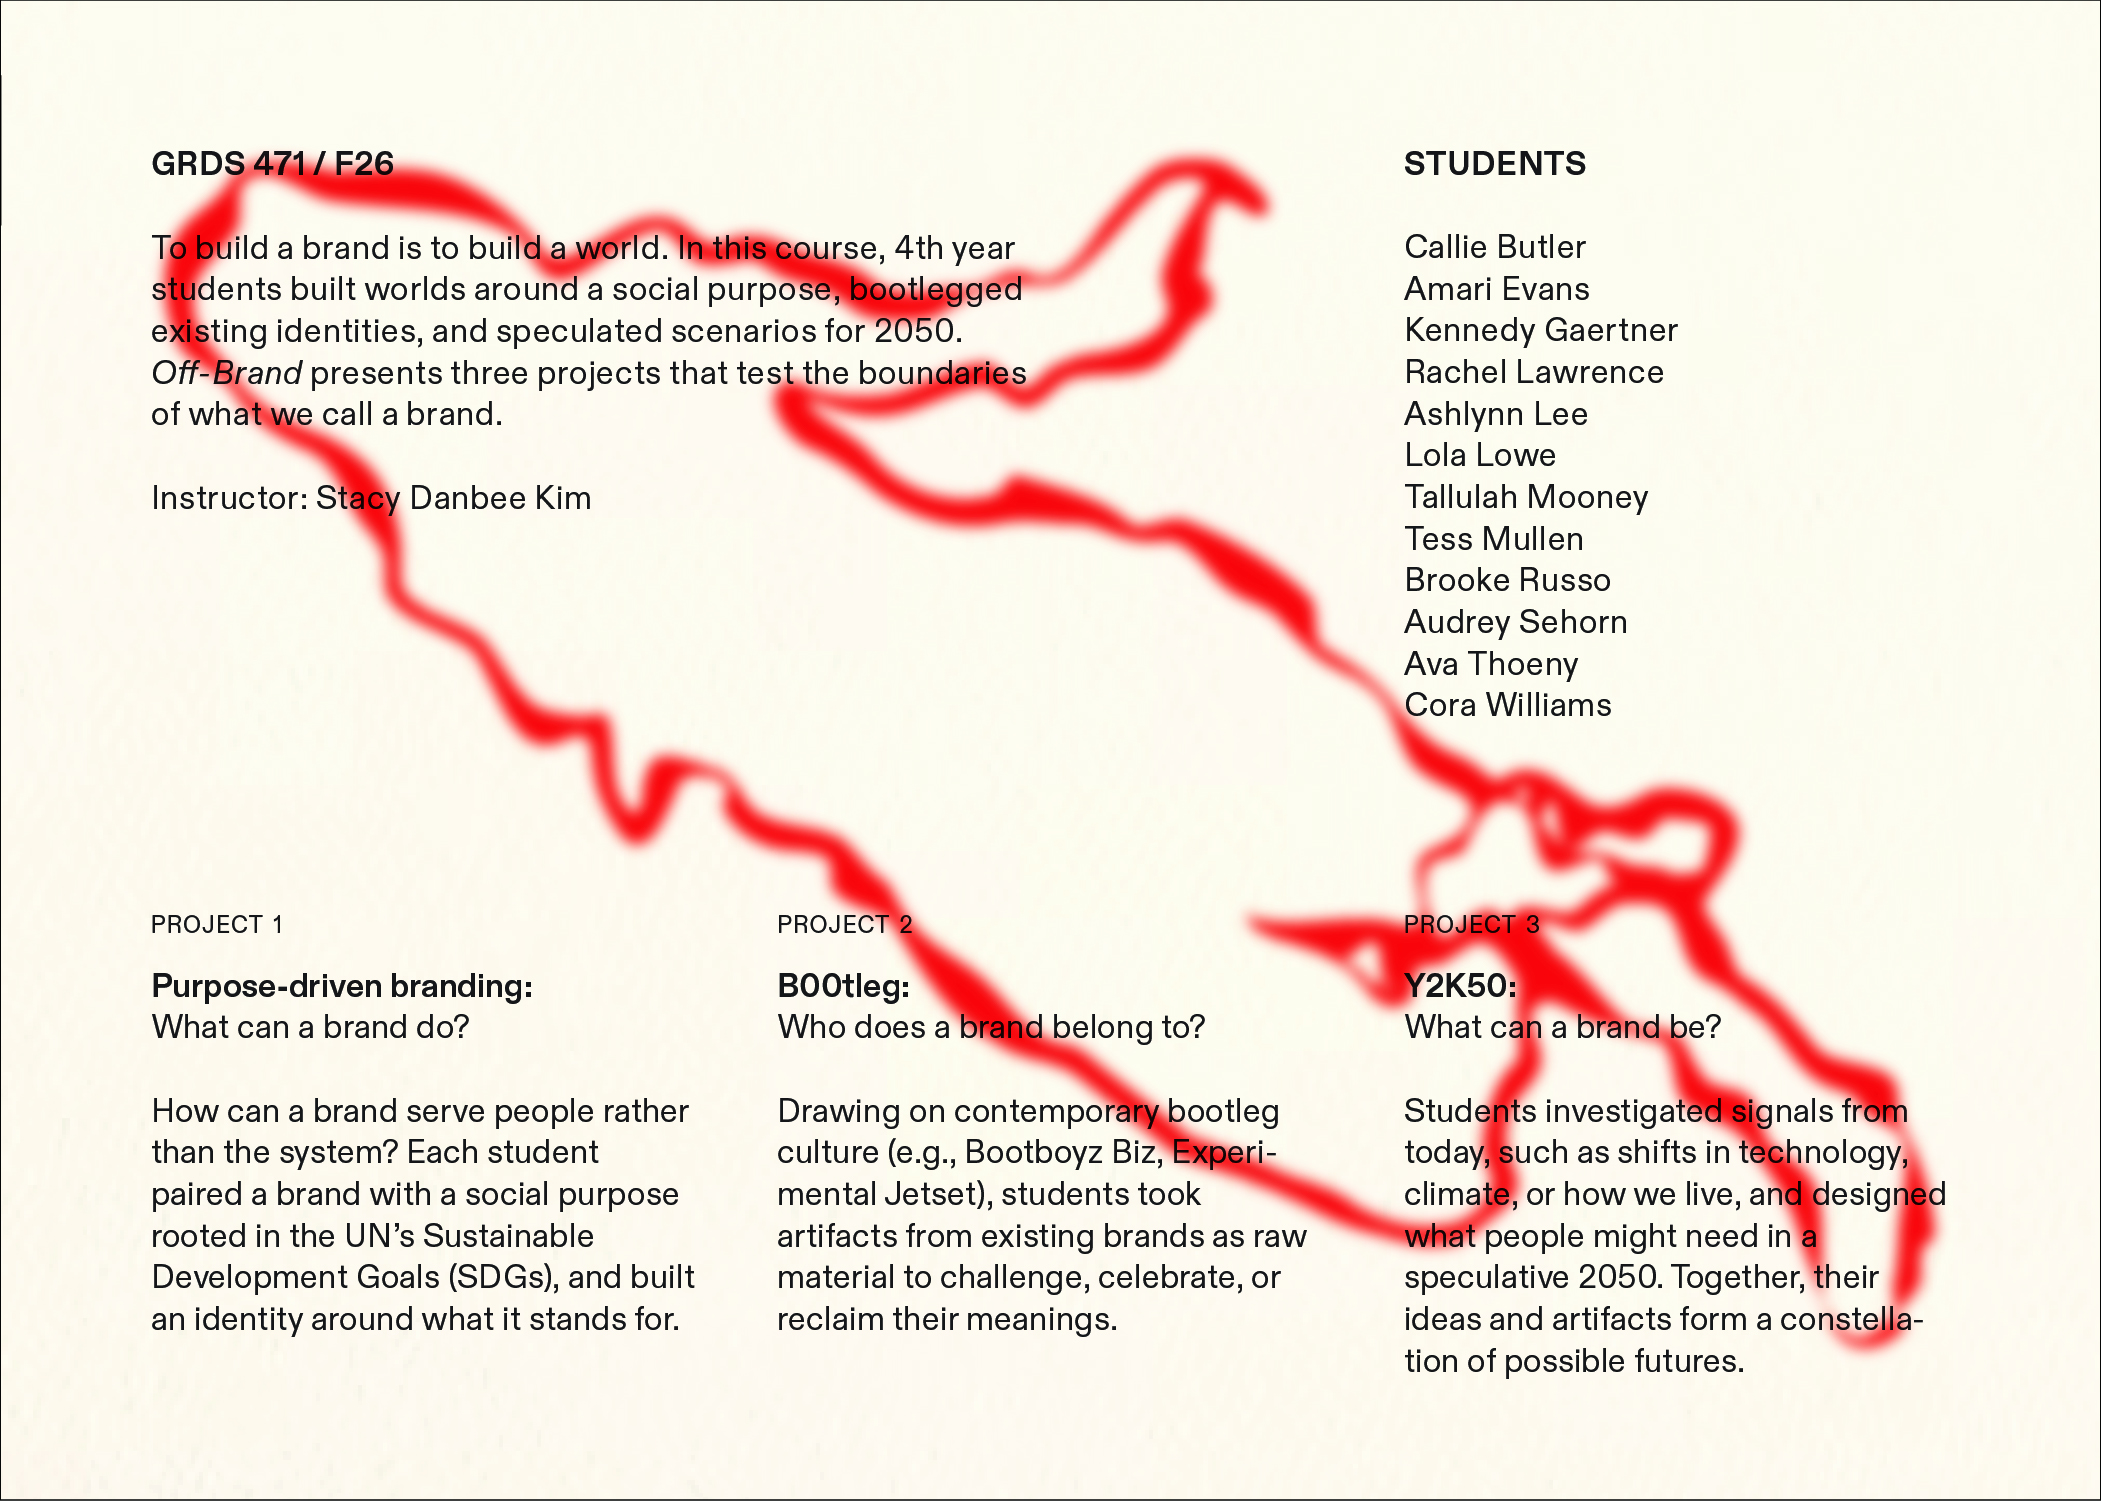 GRDS 471 / F26
To build a brand is to build a world. In this course, 4th year
students built worlds around a social purpose, bootlegged
existing identities, and speculated scenarios for 2050.
Off-Brand presents three projects that test the boundaries
of what we call a brand.
Instructor: Stacy Danbee Kim
STUDENTS
Callie Butler
Amari Evans
Kennedy Gaertner
Rachel Lawrence
Ashlynn Lee
Lola Lowe
Tallulah Mooney
Tess Mullen
Brooke Russo
Audrey Sehorn
Ava Thoeny
Cora Williams
PROJECT 1
Purpose-driven branding:
What can a brand do?
How can a brand serve people rather
than the system? Each student
paired a brand with a social purpose
rooted in the UN’s Sustainable
Development Goals (SDGs), and built
an identity around what it stands for.
PROJECT 2
B00tleg:
Who does a brand belong to?
Drawing on contemporary bootleg
culture (e.g., Bootboyz Biz, Experi-
mental Jetset), students took
artifacts from existing brands as raw
material to challenge, celebrate, or
reclaim their meanings.
PROJECT 3
Y2K50:
What can a brand be?
Students investigated signals from
today, such as shifts in technology,
climate, or how we live, and designed
what people might need in a
speculative 2050. Together, their
ideas and artifacts form a constella-
tion of possible futures.